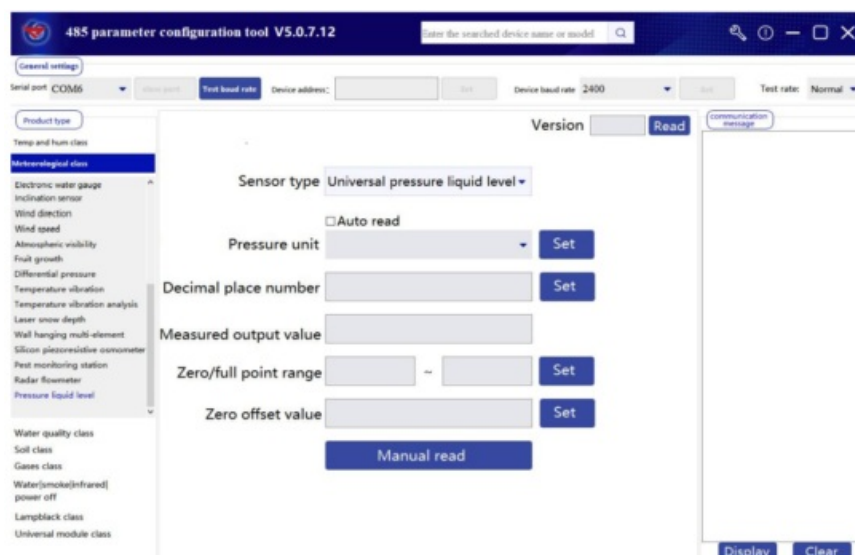 485 parameter configuration tool V5.0.7.12
Enter the searched device name or model
General settings
Serial port COM6 Test baud rate Device address: Set Device baud rate 2400 Set Test rate: Normal
Product type
Temp and hum class
Meteorological class
Electronic water gauge
Inclination sensor
Wind direction
Wind speed
Atmospheric visibility
Fruit growth
Differential pressure
Temperature vibration
Temperature vibration analysis
Laser snow depth
Wall hanging multi-element
Silicon piezoresistive osmometer
Pest monitoring station
Radar flowmeter
Pressure liquid level
Water quality class
Soil class
Gases class
Water|smoke|infrared|
power off
Lampblack class
Universal module class
Version Read
Sensor type Universal pressure liquid level
Auto read
Pressure unit Set
Decimal place number Set
Measured output value
Zero/full point range ~ Set
Zero offset value Set
Manual read
communication
message
Display Clear